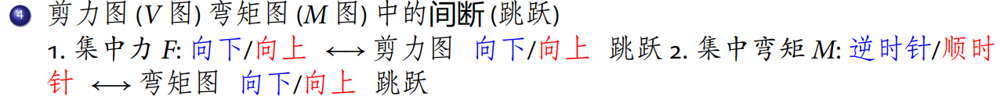 4 剪力图 (V 图) 弯矩图 (M 图) 中的间断 (跳跃)
1. 集中力 F: 向下/向上 ⟷ 剪力图 向下/向上 跳跃 2. 集中弯矩 M: 逆时针/顺时
针 ⟷ 弯矩图 向下/向上 跳跃